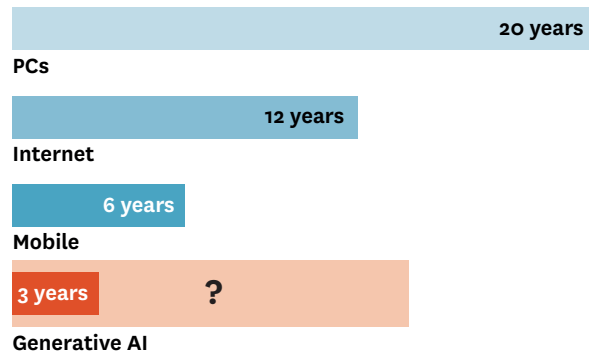 20 years
PCs
12 years
Internet
6 years
Mobile
3 years ?
Generative AI